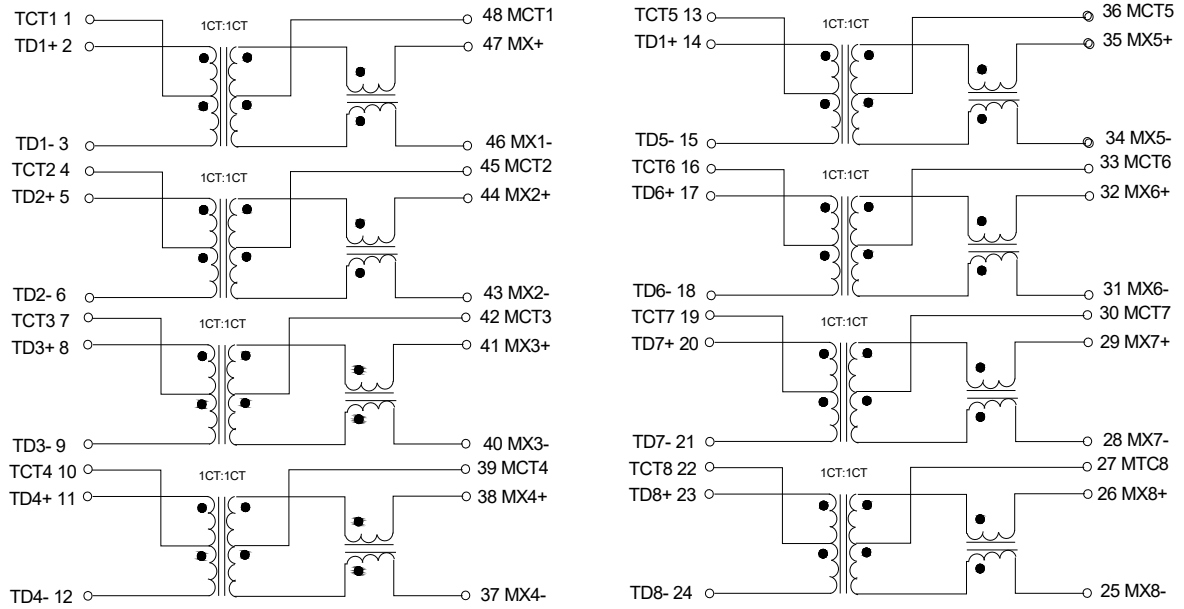 TCT1 1
1CT:1CT
48 MCT1
TD1+ 2
47 MX+
TD1- 3
46 MX1-
TCT2 4
1CT:1CT
45 MCT2
TD2+ 5
44 MX2+
TD2- 6
43 MX2-
TCT3 7
1CT:1CT
42 MCT3
TD3+ 8
41 MX3+
TD3- 9
40 MX3-
TCT4 10
1CT:1CT
39 MCT4
TD4+ 11
38 MX4+
TD4- 12
37 MX4-
TCT5 13
1CT:1CT
36 MCT5
TD1+ 14
35 MX5+
TD5- 15
34 MX5-
TCT6 16
1CT:1CT
33 MCT6
TD6+ 17
32 MX6+
TD6- 18
31 MX6-
TCT7 19
1CT:1CT
30 MCT7
TD7+ 20
29 MX7+
TD7- 21
28 MX7-
TCT8 22
1CT:1CT
27 MTC8
TD8+ 23
26 MX8+
TD8- 24
25 MX8-